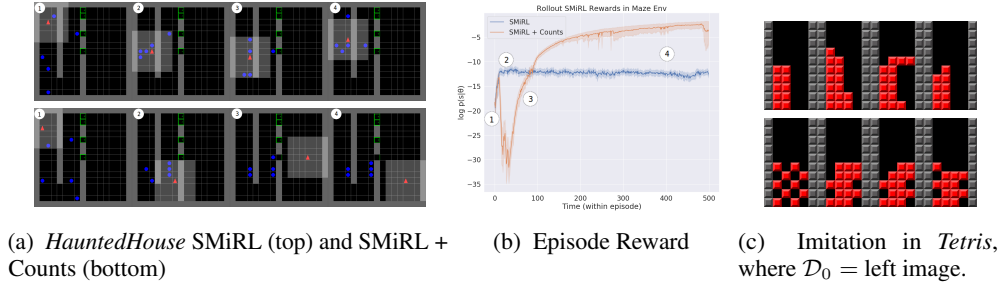 1 2 3 4
1 2 3 4
Rollout SMiRL Rewards in Maze Env
SMiRL
SMiRL + Counts
log p(s|θ)
−5
−10
−15
−20
−25
−30
−35
1
2
3
4
0 100 200 300 400 500
Time (within episode)
(a) HauntedHouse SMiRL (top) and SMiRL +
Counts (bottom)
(b) Episode Reward
(c) Imitation in Tetris,
where D₀ = left image.